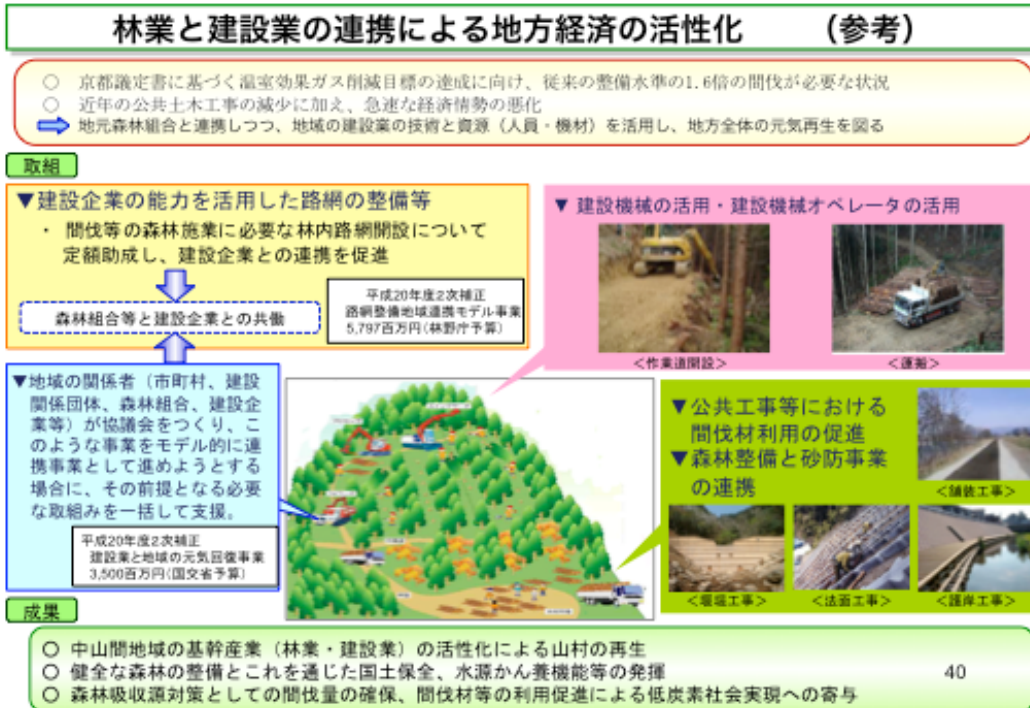 林業と建設業の連携による地方経済の活性化 (参考)
○ 京都議定書に基づく温室効果ガス削減目標の達成に向け、従来の整備水準の1.6倍の間伐が必要な状況
○ 近年の公共土木工事の減少に加え、急速な経済情勢の悪化
地元森林組合と連携しつつ、地域の建設業の技術と資源（人員・機材）を活用し、地方全体の元気再生を図る
取組
▼建設企業の能力を活用した路網の整備等
・ 間伐等の森林施業に必要な林内路網開設について
定額助成し、建設企業との連携を促進
森林組合等と建設企業との共働
平成20年度2次補正
路網整備地域連携モデル事業
5,797百万円(林野庁予算)
▼ 建設機械の活用・建設機械オペレータの活用
＜作業道開設＞
＜運搬＞
▼地域の関係者（市町村、建設
関係団体、森林組合、建設企
業等）が協議会をつくり、こ
のような事業をモデル的に連
携事業として進めようとする
場合に、その前提となる必要
な取組みを一括して支援。
平成20年度2次補正
建設業と地域の元気回復事業
3,500百万円(国交省予算)
▼公共工事等における
間伐材利用の促進
▼森林整備と砂防事業
の連携
＜舗装工事＞
＜堰堤工事＞
＜法面工事＞
＜護岸工事＞
成果
○ 中山間地域の基幹産業（林業・建設業）の活性化による山村の再生
○ 健全な森林の整備とこれを通じた国土保全、水源かん養機能等の発揮
○ 森林吸収源対策としての間伐量の確保、間伐材等の利用促進による低炭素社会実現への寄与
40